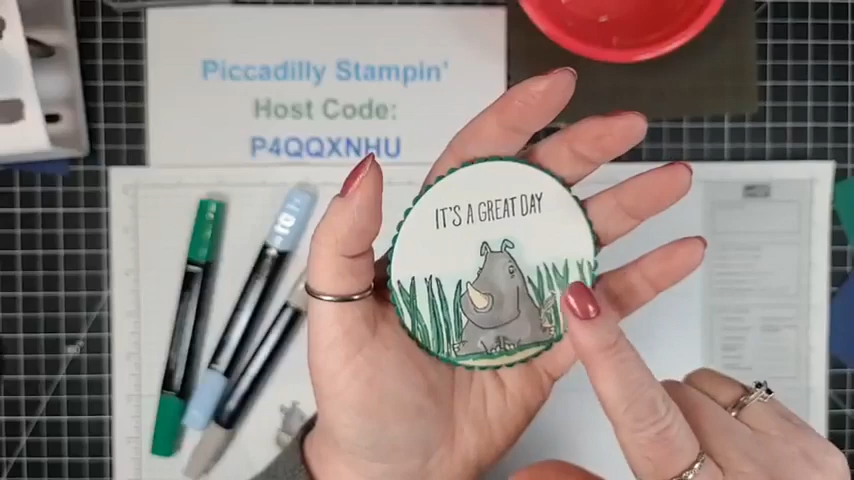 Piccadilly Stampin'
Host Code:
P4QQXNHU
IT'S A GREAT DAY